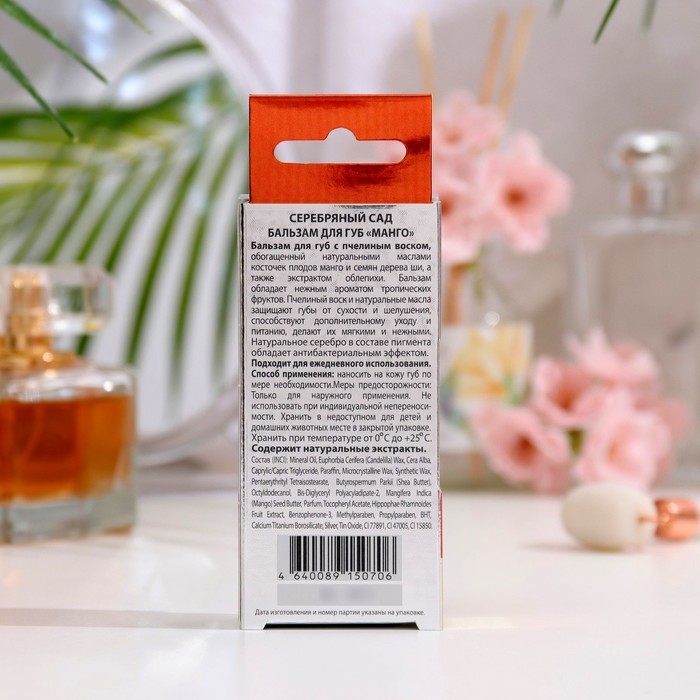 СЕРЕБРЯНЫЙ САД
БАЛЬЗАМ ДЛЯ ГУБ «МАНГО»
Бальзам для губ с пчелиным воском,
обогащенный натуральными маслами
косточек плодов манго и семян дерева ши, а
также экстрактом облепихи. Бальзам
обладает нежным ароматом тропических
фруктов. Пчелиный воск и натуральные масла
защищают губы от сухости и шелушения,
способствуют дополнительному уходу и
питанию, делают их мягкими и нежными.
Натуральное серебро в составе пигмента
обладает антибактериальным эффектом.
Подходит для ежедневного использования.
Способ применения: наносить на кожу губ по
мере необходимости.Меры предосторожности:
Только для наружного применения. Не
использовать при индивидуальной непереноси-
мости. Хранить в недоступном для детей и
домашних животных месте в закрытой упаковке.
Хранить при температуре от 0°С до +25°С.
Содержит натуральные экстракты.
Состав (INCI): Mineral Oil, Euphorbia Cerifera (Candelilla) Wax, Cera Alba,
Caprylic/Capric Triglyceride, Paraffin, Microcrystalline Wax, Synthetic Wax,
Pentaerythrityl Tetraisostearate, Butyrospermum Parkii (Shea Butter),
Octyldodecanol, Bis-Diglyceryl Polyacyladipate-2, Mangifera Indica
(Mango) Seed Butter, Parfum, Tocopheryl Acetate, Hippophae Rhamnoides
Fruit Extract, Benzophenone-3, Methylparaben, Propylparaben, BHT,
Calcium Titanium Borosilicate, Silver, Tin Oxide, CI 77891, CI 47005, CI 15850.
4 640089 150706
Дата изготовления и номер партии указаны на упаковке.